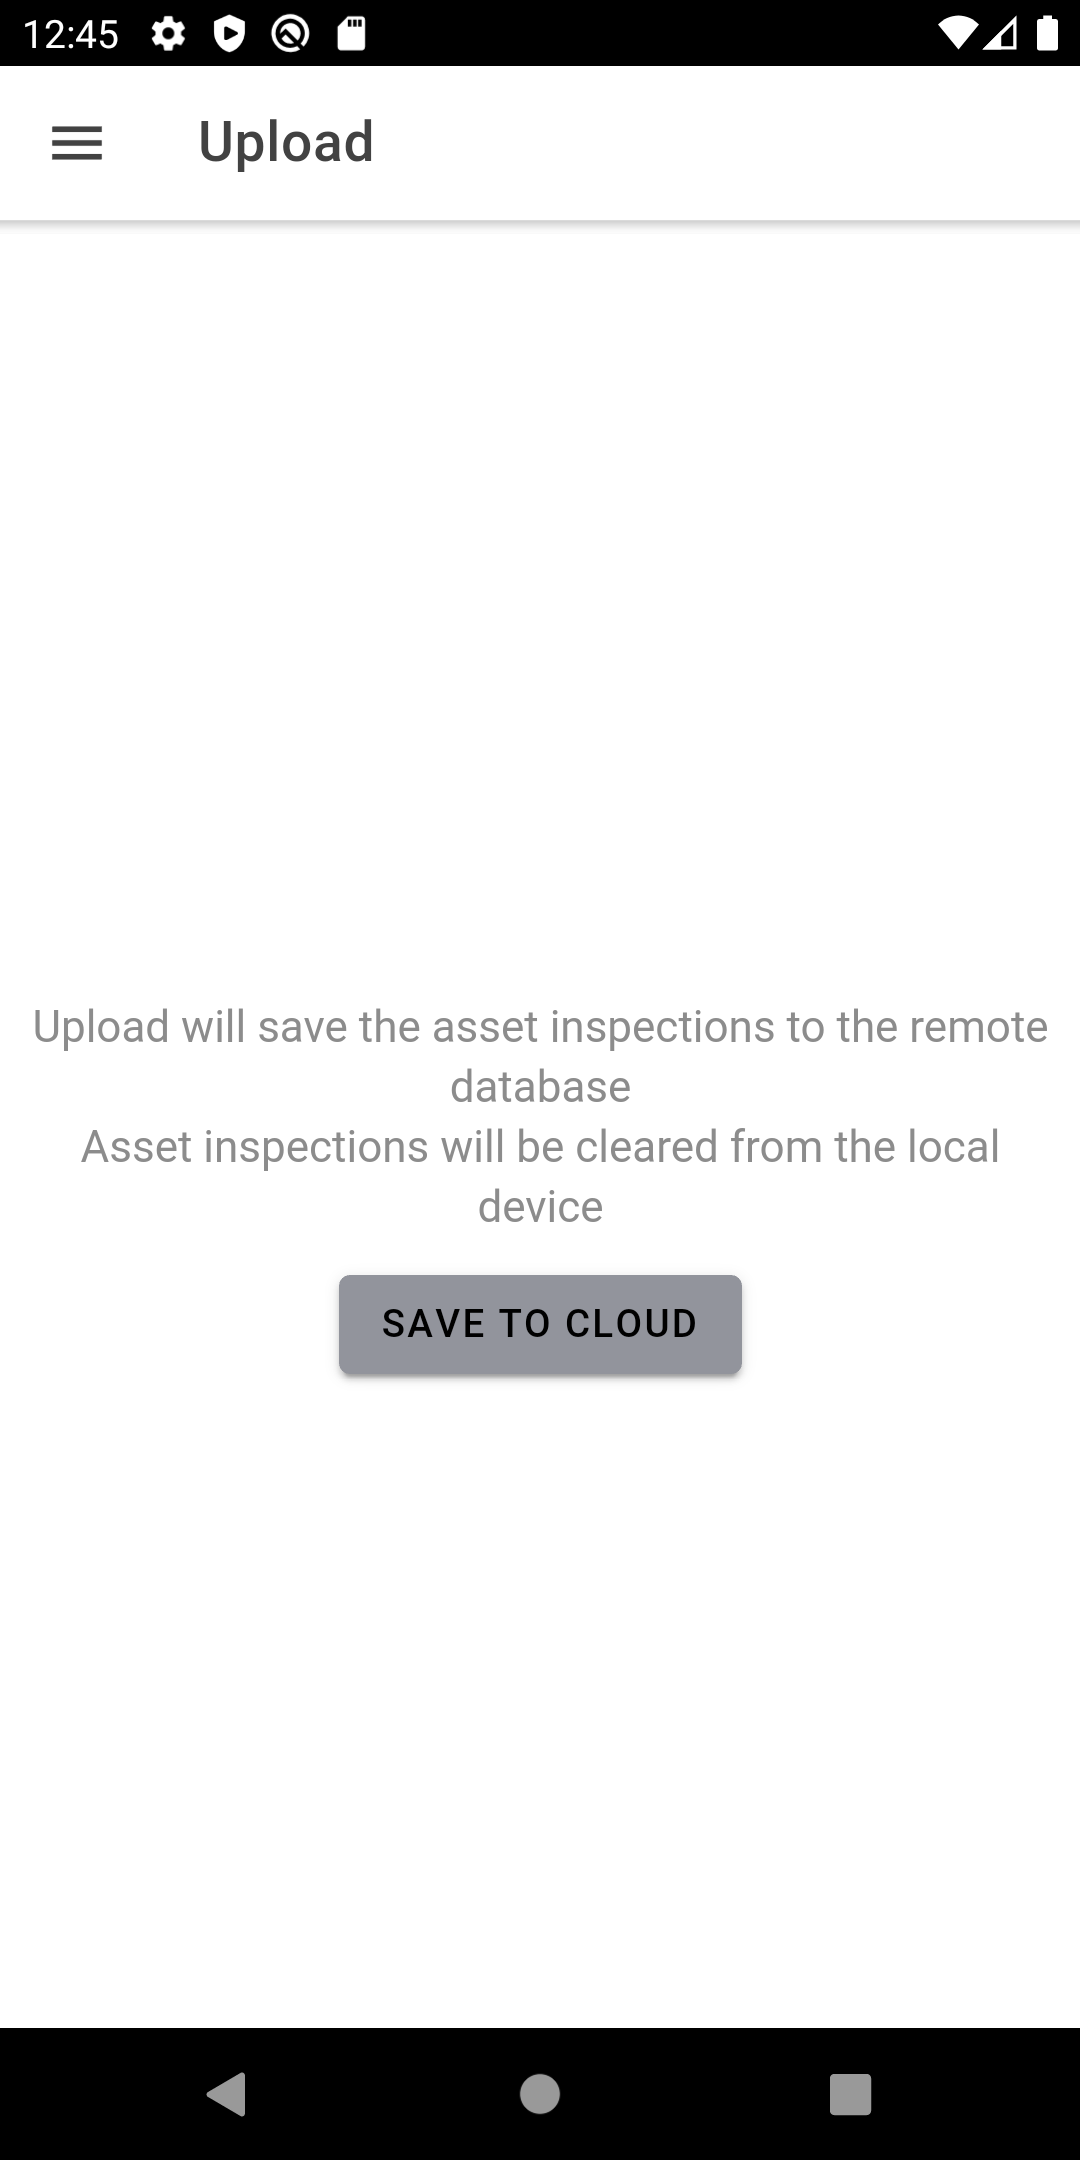 12:45
Upload
Upload will save the asset inspections to the remote
database
Asset inspections will be cleared from the local
device
SAVE TO CLOUD